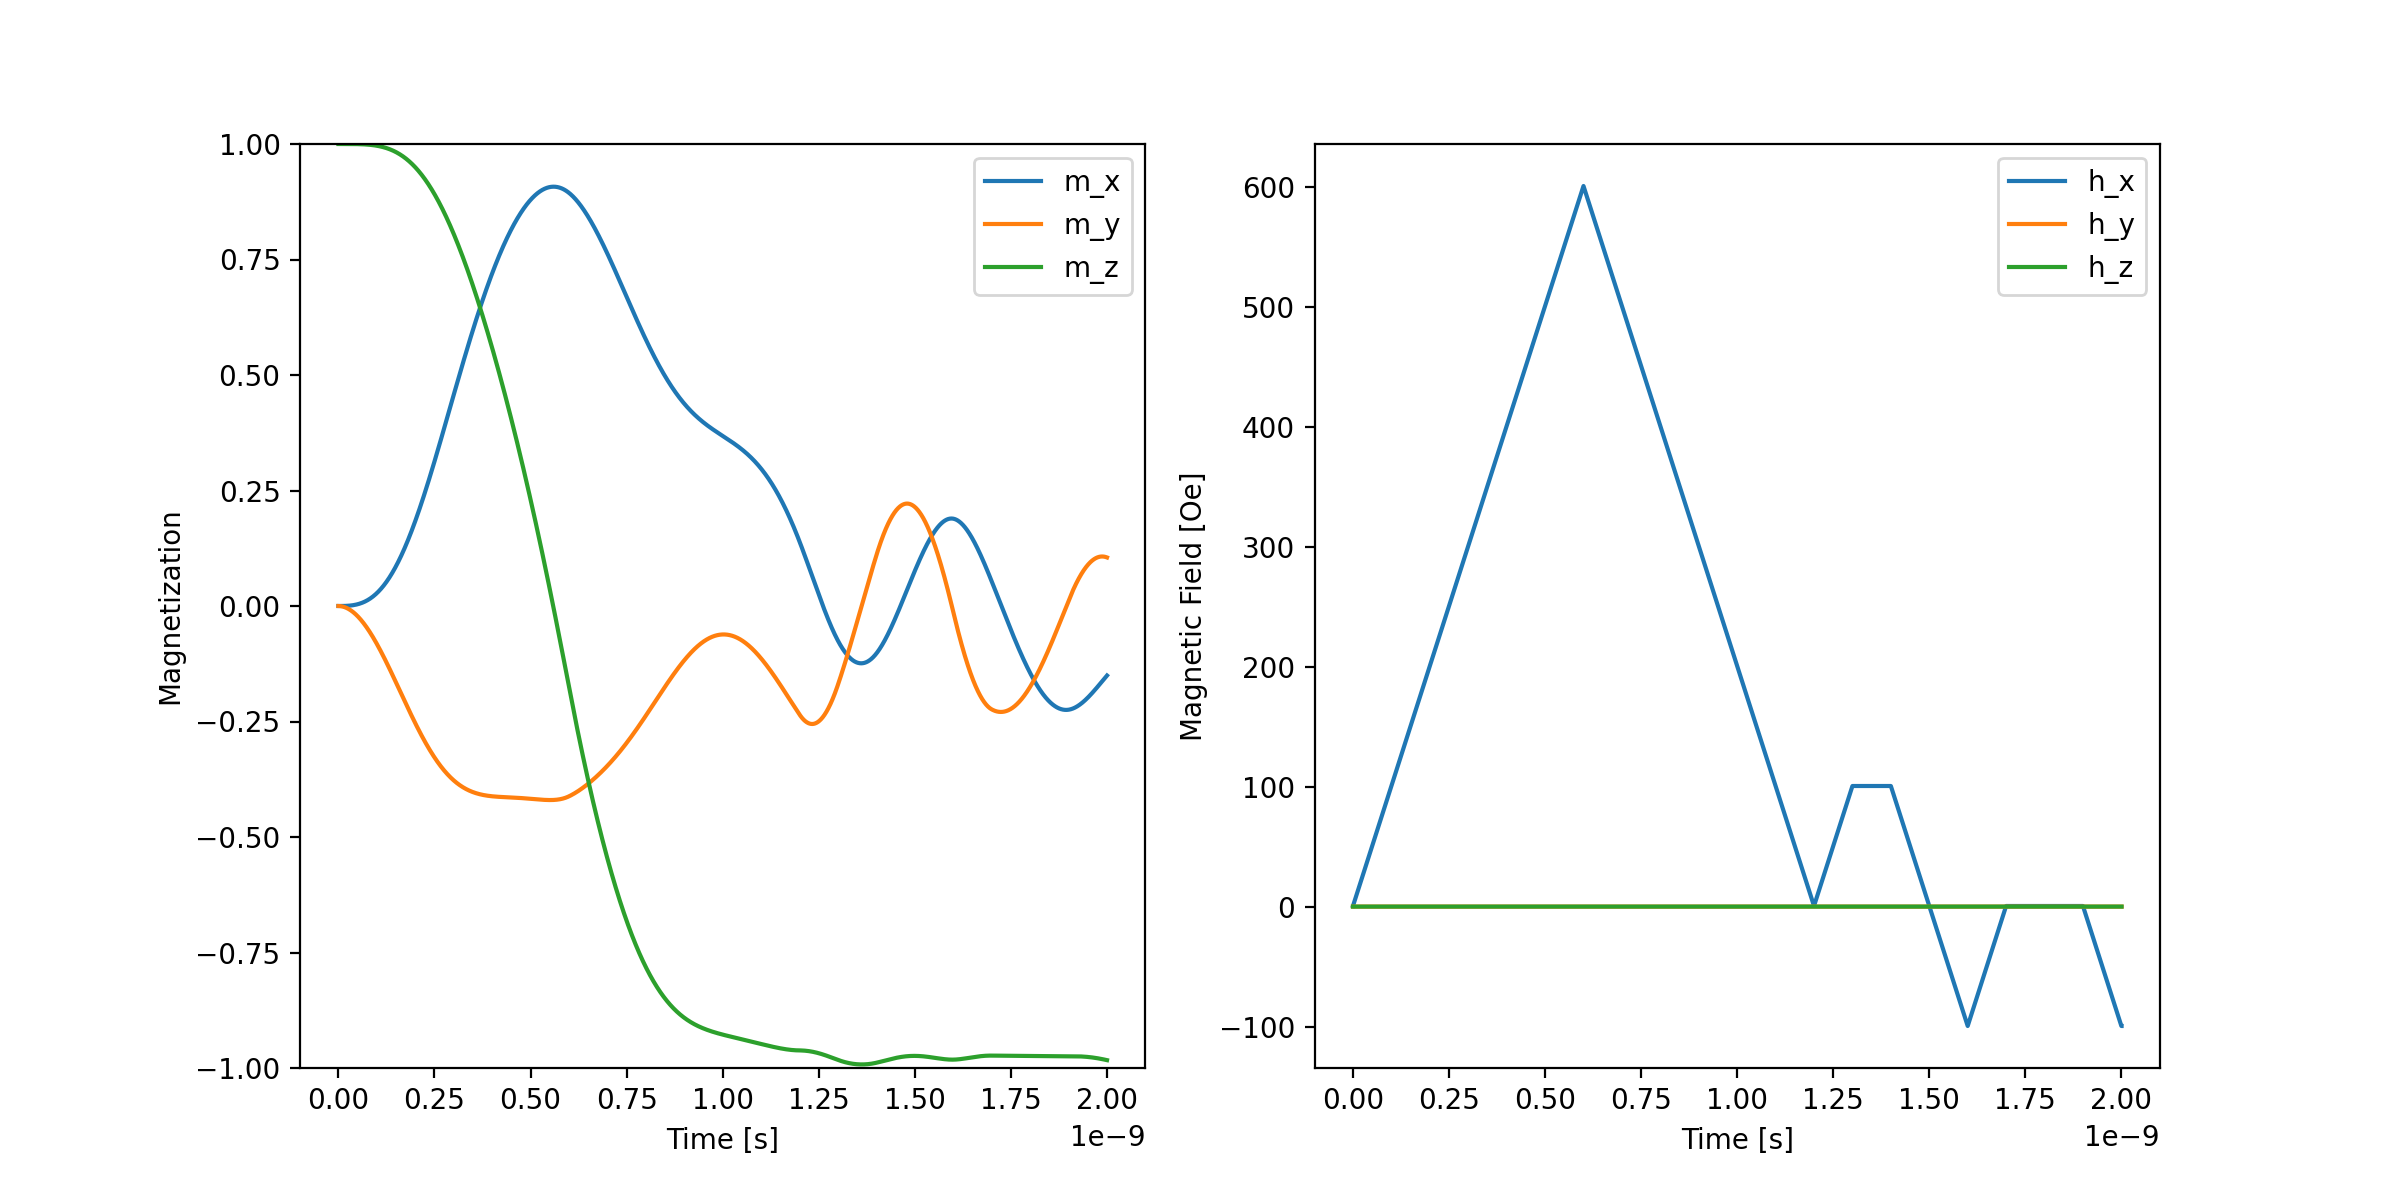 1.00
0.75
0.50
0.25
0.00
−0.25
−0.50
−0.75
−1.00
Magnetization
m_x
m_y
m_z
0.00 0.25 0.50 0.75 1.00 1.25 1.50 1.75 2.00
Time [s]
1e−9
600
500
400
300
200
100
0
−100
Magnetic Field [Oe]
h_x
h_y
h_z
0.00 0.25 0.50 0.75 1.00 1.25 1.50 1.75 2.00
Time [s]
1e−9